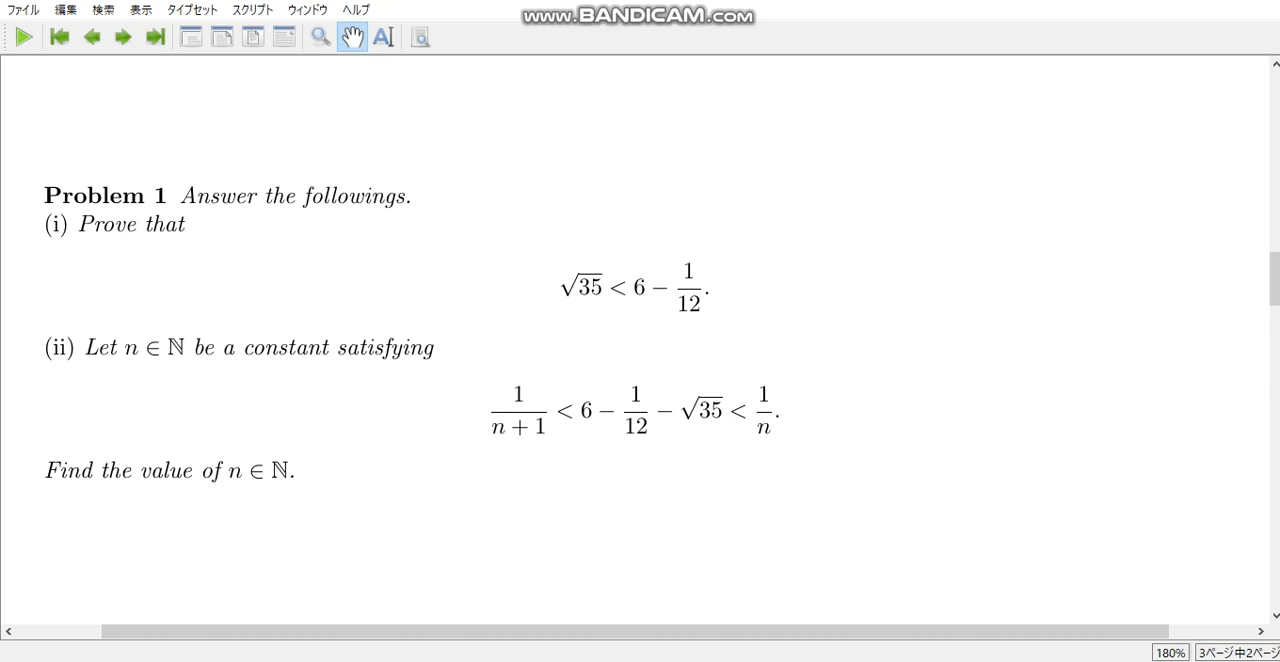 ファイル 編集 検索 表示 タイプセット スクリプト ウィンドウ ヘルプ
www.BANDICAM.com
Problem 1 Answer the followings.
(i) Prove that
√35 < 6 − 1/12.
(ii) Let n ∈ ℕ be a constant satisfying
1/(n + 1) < 6 − 1/12 − √35 < 1/n.
Find the value of n ∈ ℕ.
180% 3ページ中2ページ